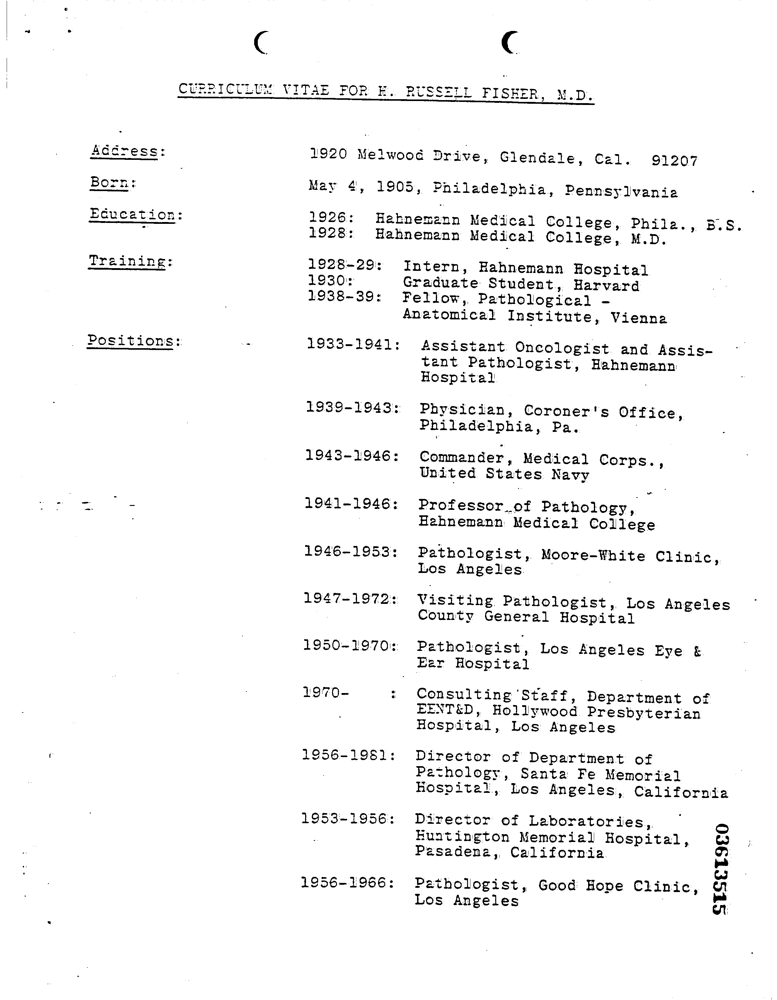 CURRICULUM VITAE FOR H. RUSSELL FISHER, M.D.
Address: 1920 Melwood Drive, Glendale, Cal. 91207
Born: May 4, 1905, Philadelphia, Pennsylvania
Education: 1926: Hahnemann Medical College, Phila., B.S.
1928: Hahnemann Medical College, M.D.
Training: 1928-29: Intern, Hahnemann Hospital
1930: Graduate Student, Harvard
1938-39: Fellow, Pathological -
Anatomical Institute, Vienna
Positions: 1933-1941: Assistant Oncologist and Assis-
tant Pathologist, Hahnemann
Hospital
1939-1943: Physician, Coroner's Office,
Philadelphia, Pa.
1943-1946: Commander, Medical Corps.,
United States Navy
1941-1946: Professor of Pathology,
Hahnemann Medical College
1946-1953: Pathologist, Moore-White Clinic,
Los Angeles
1947-1972: Visiting Pathologist, Los Angeles
County General Hospital
1950-1970: Pathologist, Los Angeles Eye &
Ear Hospital
1970- : Consulting Staff, Department of
EENT&D, Hollywood Presbyterian
Hospital, Los Angeles
1956-1981: Director of Department of
Pathology, Santa Fe Memorial
Hospital, Los Angeles, California
1953-1956: Director of Laboratories,
Huntington Memorial Hospital,
Pasadena, California
1956-1966: Pathologist, Good Hope Clinic,
Los Angeles
03613515